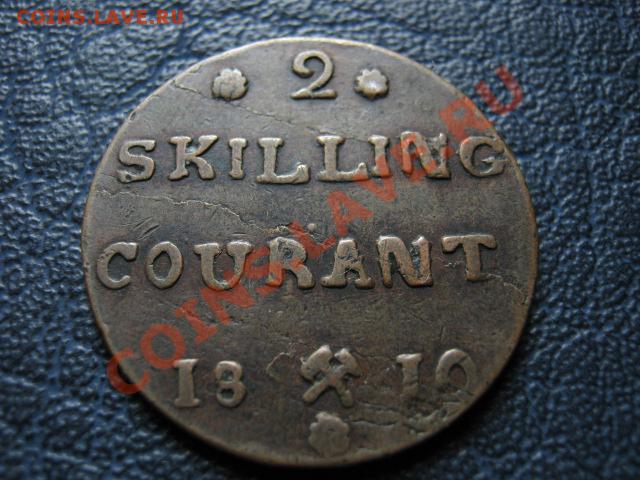 COINS.LAVE.RU
2
SKILLING
COURANT
18 10
COINS.LAVE.RU